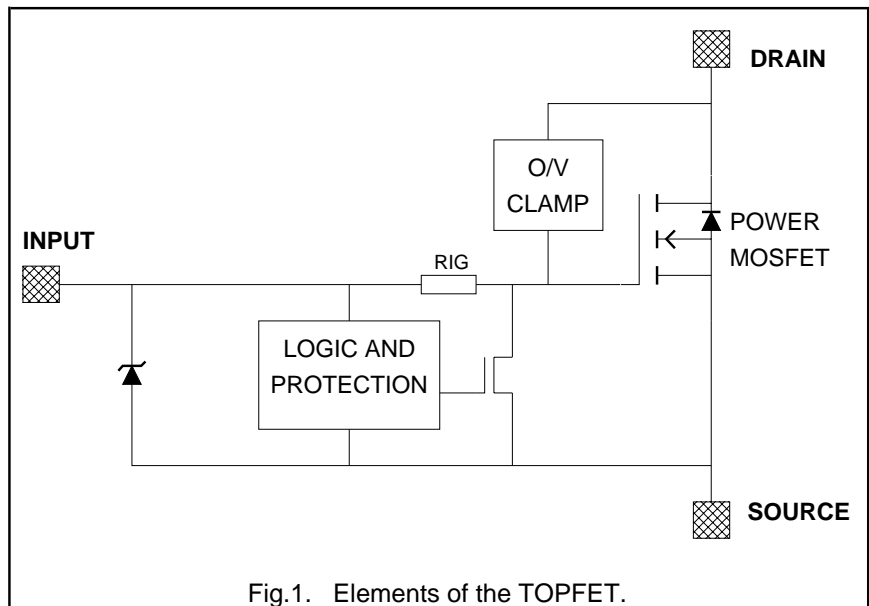 DRAIN
O/V
CLAMP
POWER
MOSFET
INPUT
RIG
LOGIC AND
PROTECTION
SOURCE
Fig.1. Elements of the TOPFET.